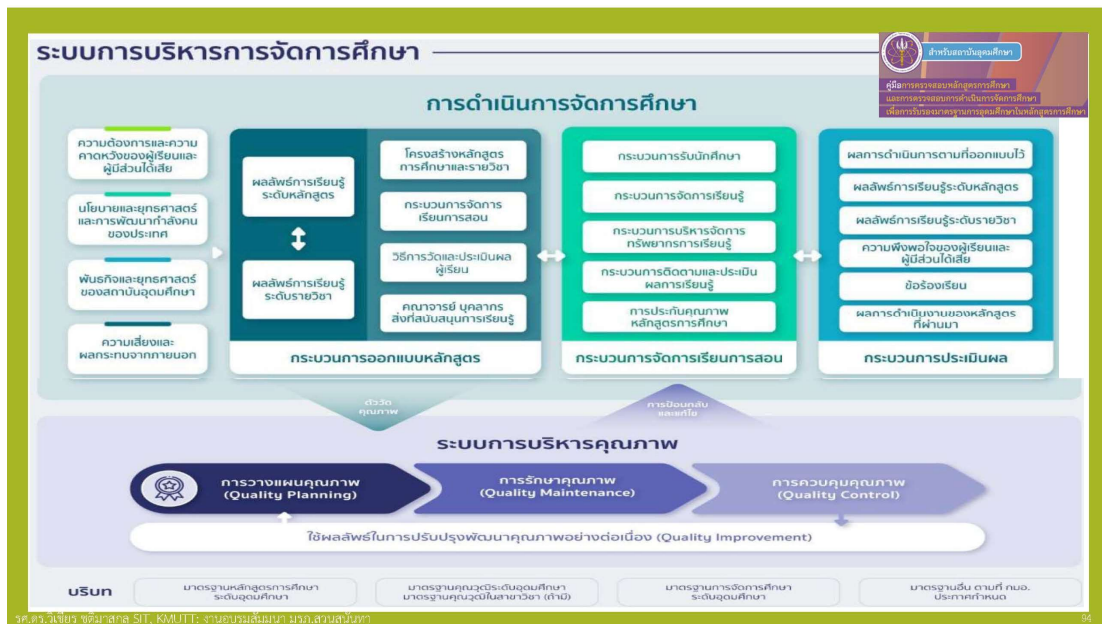 ระบบการบริหารการจัดการศึกษา
สำหรับสถาบันอุดมศึกษา
คู่มือการตรวจสอบหลักสูตรการศึกษา
และการตรวจสอบการดำเนินการจัดการศึกษา
เพื่อการรับรองมาตรฐานการอุดมศึกษาในหลักสูตรการศึกษา
การดำเนินการจัดการศึกษา
ความต้องการและความ
คาดหวังของผู้เรียนและ
ผู้มีส่วนได้เสีย
นโยบายและยุทธศาสตร์
และการพัฒนากำลังคน
ของประเทศ
พันธกิจและยุทธศาสตร์
ของสถาบันอุดมศึกษา
ความเสี่ยงและ
ผลกระทบจากภายนอก
ผลลัพธ์การเรียนรู้
ระดับหลักสูตร
ผลลัพธ์การเรียนรู้
ระดับรายวิชา
โครงสร้างหลักสูตร
การศึกษาและรายวิชา
กระบวนการจัดการ
เรียนการสอน
วิธีการวัดและประเมินผล
ผู้เรียน
คณาจารย์ บุคลากร
สิ่งที่สนับสนุนการเรียนรู้
กระบวนการออกแบบหลักสูตร
กระบวนการรับนักศึกษา
กระบวนการจัดการเรียนรู้
กระบวนการบริหารจัดการ
ทรัพยากรการเรียนรู้
กระบวนการติดตามและประเมิน
ผลการเรียนรู้
การประกันคุณภาพ
หลักสูตรการศึกษา
กระบวนการจัดการเรียนการสอน
ผลการดำเนินการตามที่ออกแบบไว้
ผลลัพธ์การเรียนรู้ระดับหลักสูตร
ผลลัพธ์การเรียนรู้ระดับรายวิชา
ความพึงพอใจของผู้เรียนและ
ผู้มีส่วนได้เสีย
ข้อร้องเรียน
ผลการดำเนินงานของหลักสูตร
ที่ผ่านมา
กระบวนการประเมินผล
ตัววัด
คุณภาพ
การป้อนกลับ
และแก้ไข
ระบบการบริหารคุณภาพ
การวางแผนคุณภาพ
(Quality Planning)
การรักษาคุณภาพ
(Quality Maintenance)
การควบคุมคุณภาพ
(Quality Control)
ใช้ผลลัพธ์ในการปรับปรุงพัฒนาคุณภาพอย่างต่อเนื่อง (Quality Improvement)
บริบท
มาตรฐานหลักสูตรการศึกษา
ระดับอุดมศึกษา
มาตรฐานคุณวุฒิระดับอุดมศึกษา
มาตรฐานคุณวุฒิในสาขาวิชา (ถ้ามี)
มาตรฐานการจัดการศึกษา
ระดับอุดมศึกษา
มาตรฐานอื่น ตามที่ กมอ.
ประกาศกำหนด
รศ.ดร.วิเชียร ชุติมาสกุล SIT, KMUTT: งานอบรมสัมมนา มรภ.สวนสุนันทา
94